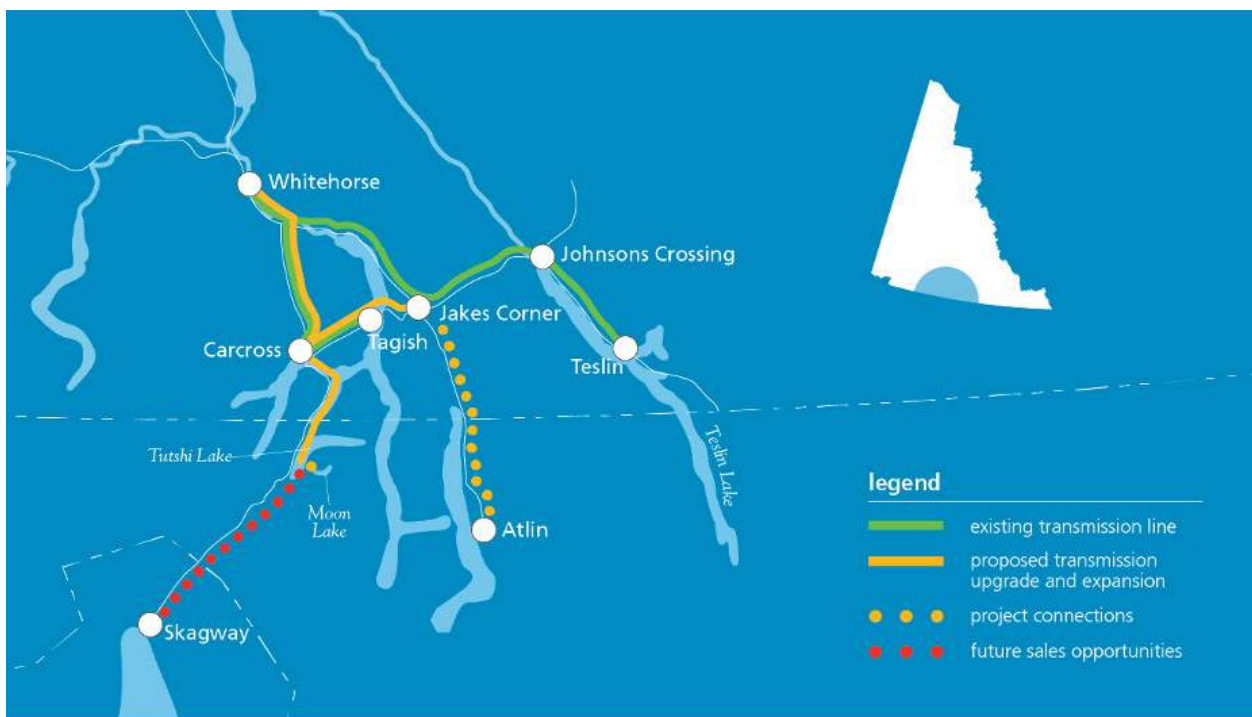 Whitehorse
Johnsons Crossing
Jakes Corner
Tagish
Carcross
Teslin
Tutshi Lake
Moon
Lake
Teslin Lake
Atlin
Skagway
legend
existing transmission line
proposed transmission
upgrade and expansion
project connections
future sales opportunities